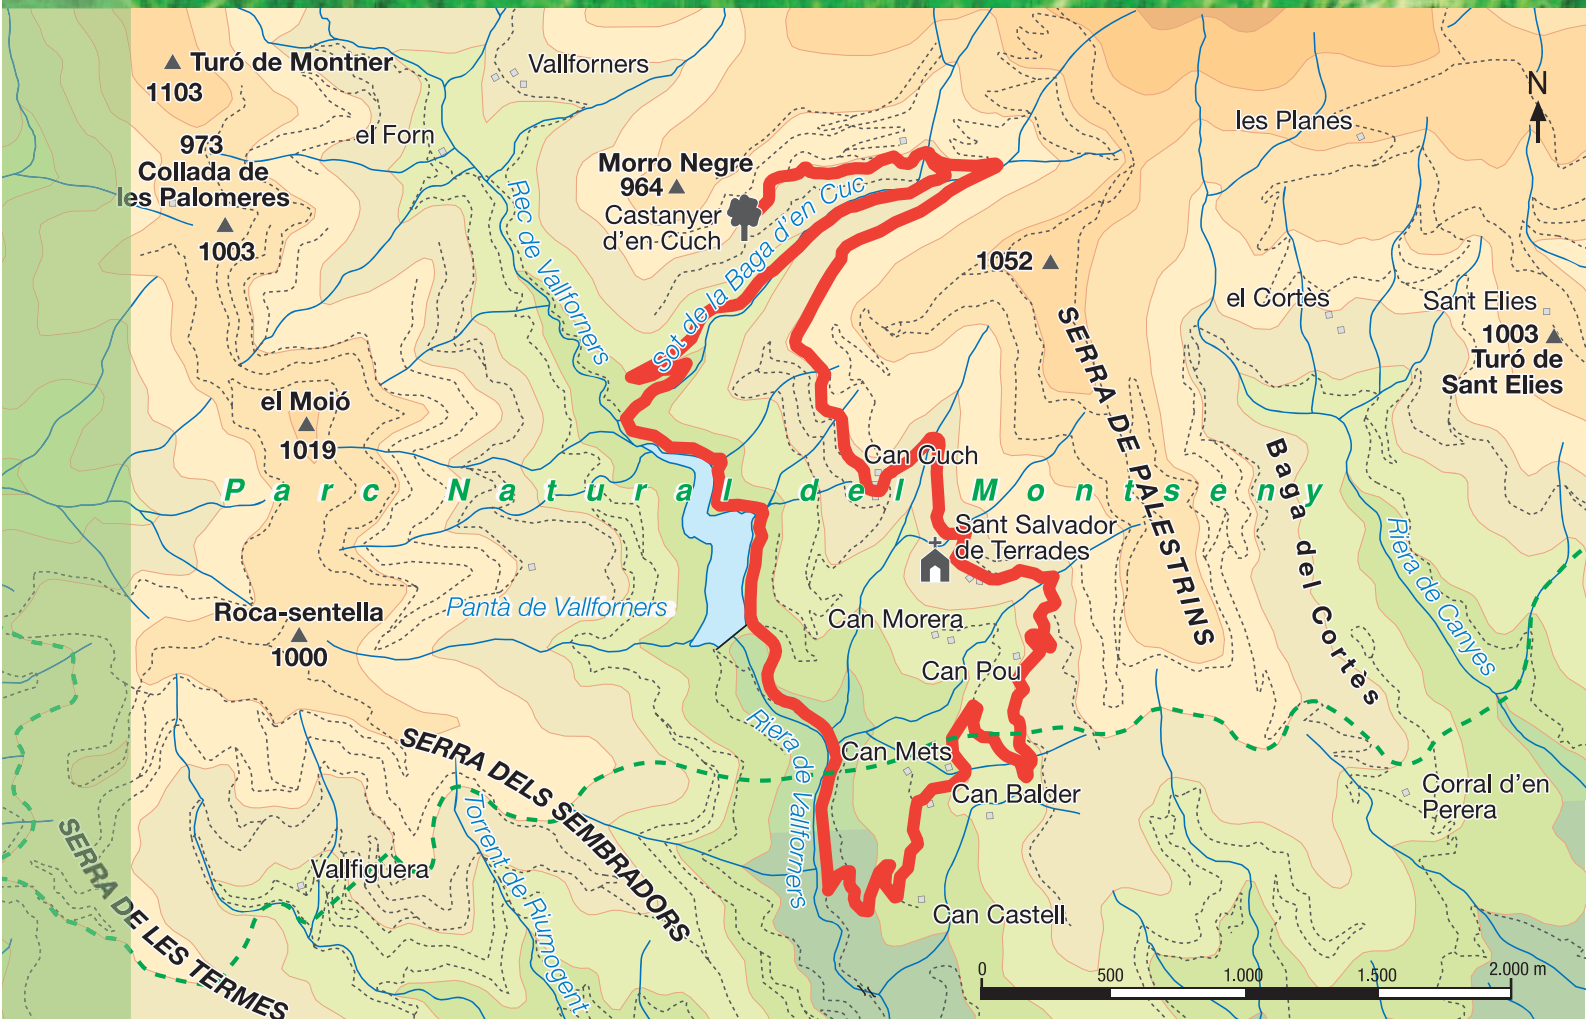 Turó de Montner
1103
Vallforners
N
973
Collada de
les Palomeres
1003
el Forn
les Planes
Morro Negre
964
Castanyer
d'en Cuch
Rec de Vallforners
Sot de la Baga d'en Cuc
1052
el Cortès
Sant Elies
1003
Turó de
Sant Elies
SERRA DE PALESTRINS
el Moió
1019
Can Cuch
Baga del Cortès
Parc Natural del Montseny
Sant Salvador
de Terrades
Riera de Canyes
Roca-sentella
1000
Pantà de Vallforners
Can Morera
Can Pou
Riera de Vallforners
Can Mets
SERRA DELS SEMBRADORS
Can Balder
Corral d'en
Perera
Torrent de Riumogent
Vallfiguera
SERRA DE LES TERMES
Can Castell
0 500 1.000 1.500 2.000 m